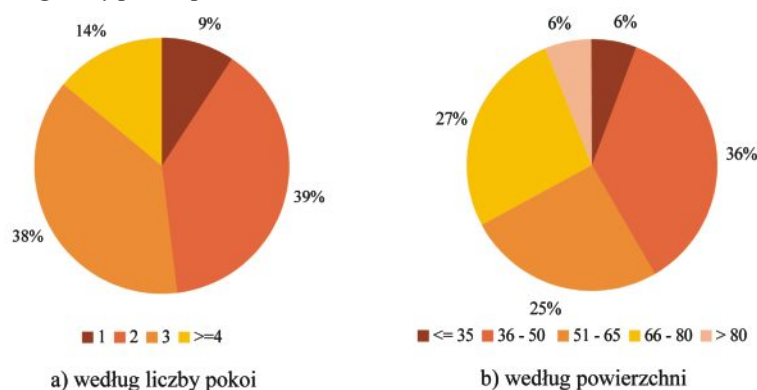 14%
9%
39%
38%
1 2 3 >=4
a) według liczby pokoi
6%
6%
36%
25%
27%
<= 35 36 - 50 51 - 65 66 - 80 > 80
b) według powierzchni